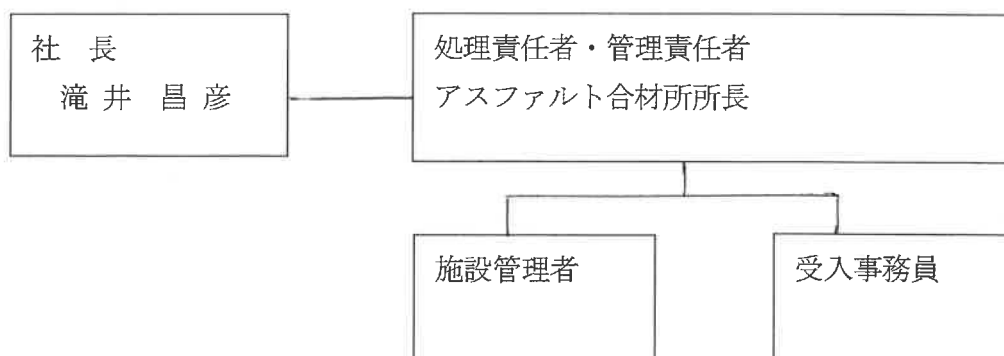 社 長
滝 井 昌 彦
処理責任者・管理責任者
アスファルト合材所所長
施設管理者
受入事務員